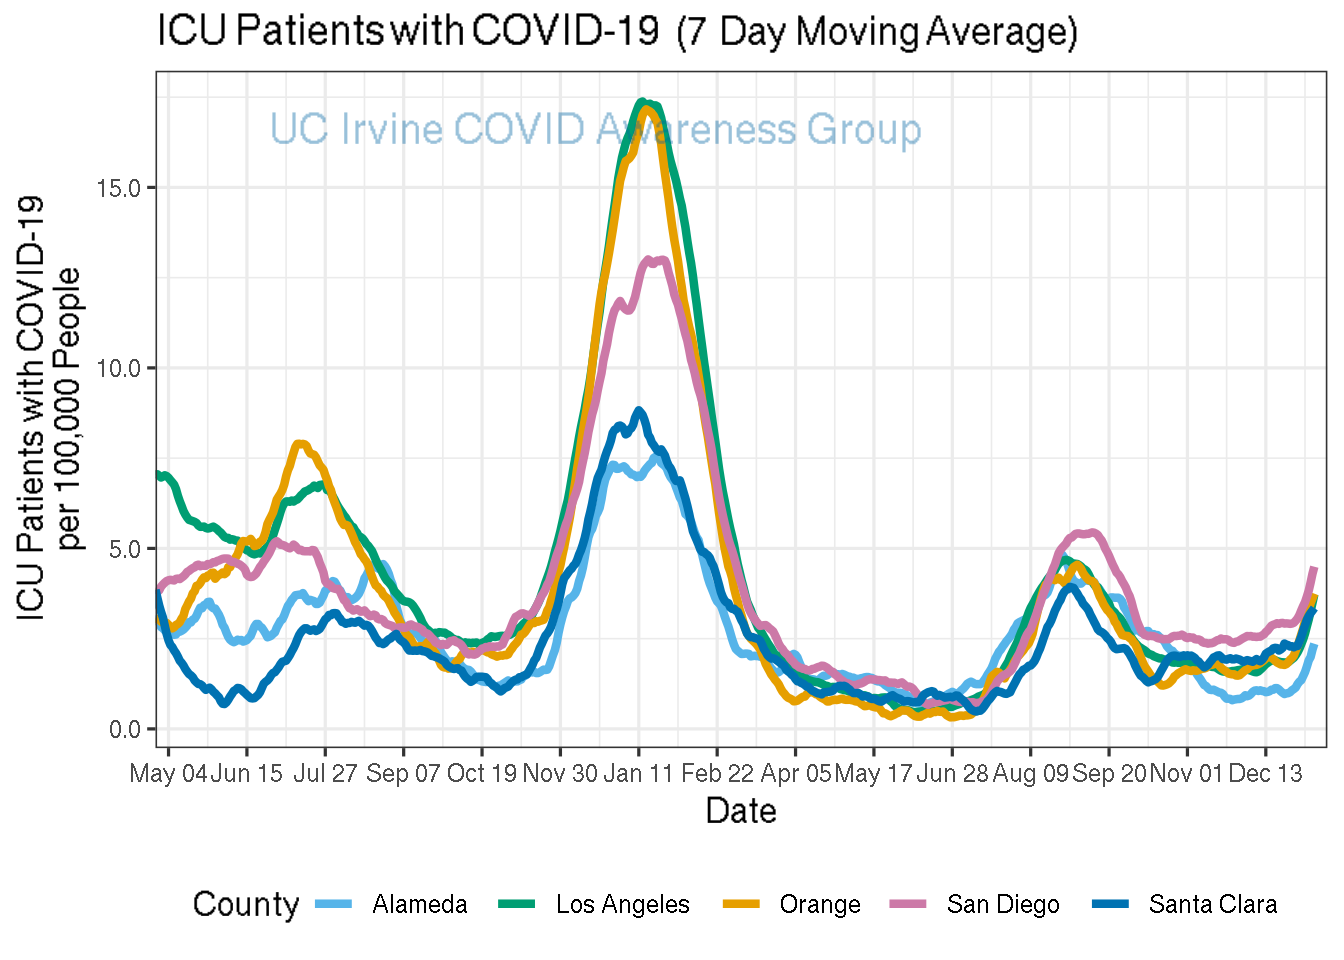 ICU Patients with COVID-19 (7 Day Moving Average)
UC Irvine COVID Awareness Group
ICU Patients with COVID-19
per 100,000 People
15.0
10.0
5.0
0.0
May 04 Jun 15 Jul 27 Sep 07 Oct 19 Nov 30 Jan 11 Feb 22 Apr 05 May 17 Jun 28 Aug 09 Sep 20 Nov 01 Dec 13
Date
County Alameda Los Angeles Orange San Diego Santa Clara